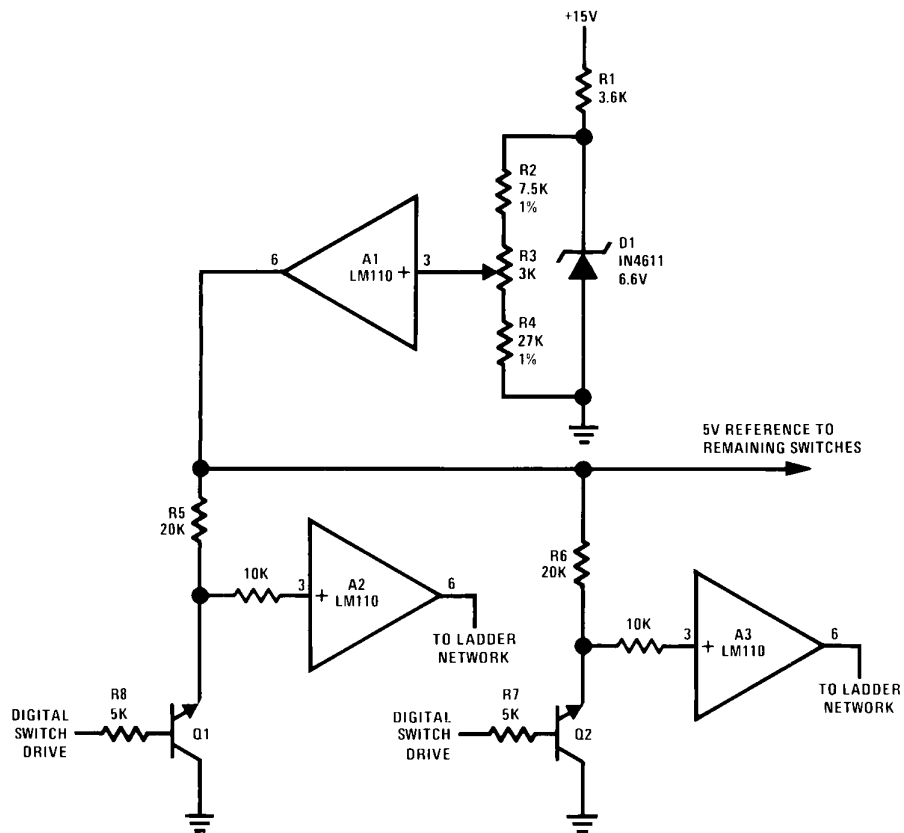 +15V
R1
3.6K
R2
7.5K
1%
R3
3K
R4
27K
1%
D1
IN4611
6.6V
6
A1
LM110
+
3
5V REFERENCE TO
REMAINING SWITCHES
R5
20K
10K
3
+
A2
LM110
6
TO LADDER
NETWORK
R6
20K
10K
3
+
A3
LM110
6
TO LADDER
NETWORK
DIGITAL
SWITCH
DRIVE
R8
5K
Q1
DIGITAL
SWITCH
DRIVE
R7
5K
Q2